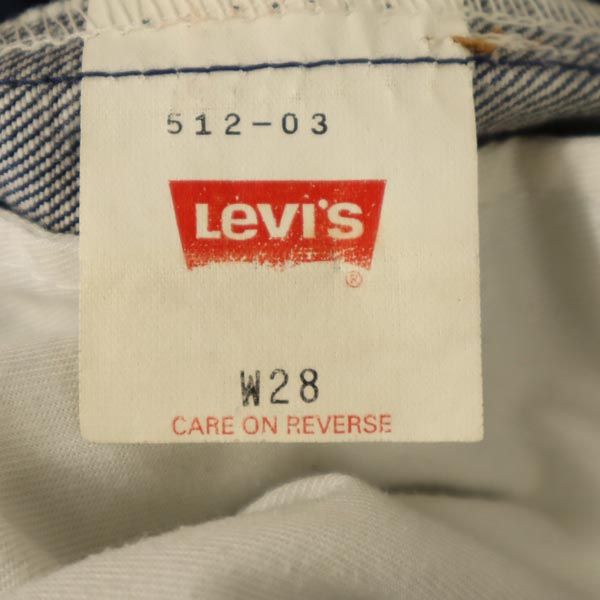 512-03
LEVI'S
®
W28
CARE ON REVERSE